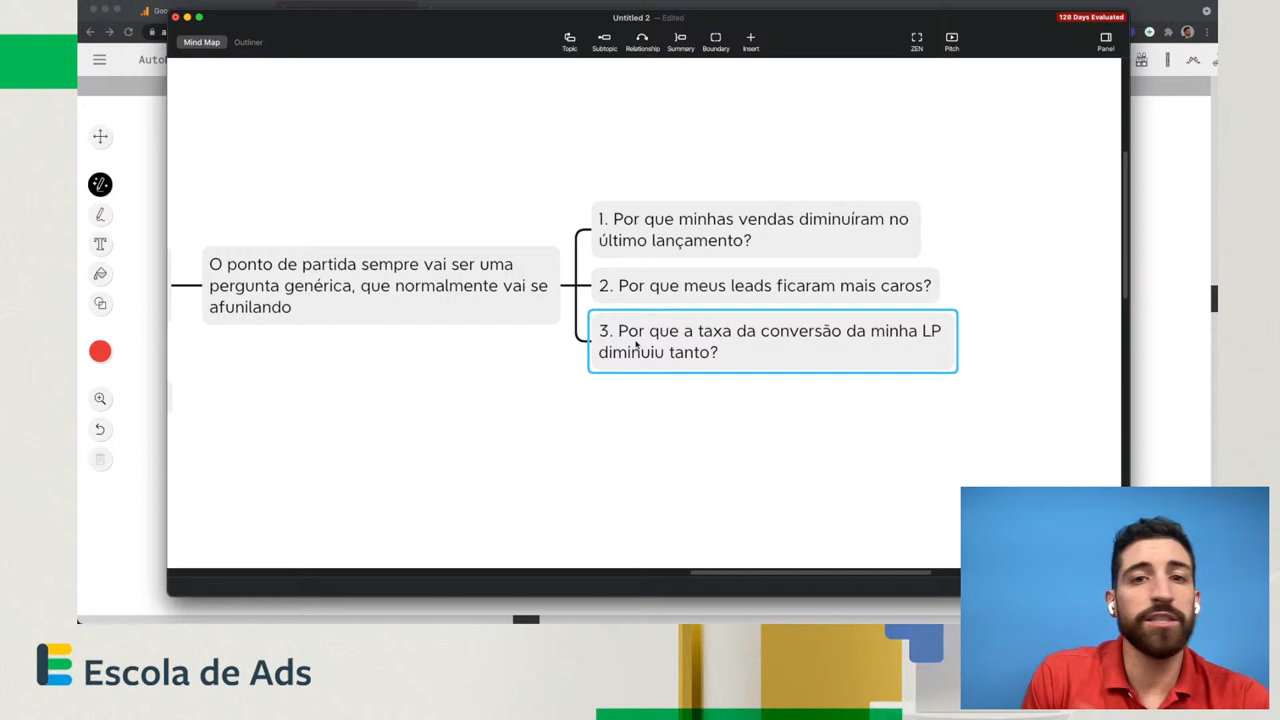 Goo
Untitled 2 — Edited
128 Days Evaluated
Mind Map
Outliner
Topic
Subtopic
Relationship
Summary
Boundary
Insert
ZEN
Pitch
Panel
a
T
O ponto de partida sempre vai ser uma
pergunta genérica, que normalmente vai se
afunilando
1. Por que minhas vendas diminuíram no
último lançamento?
2. Por que meus leads ficaram mais caros?
3. Por que a taxa da conversão da minha LP
diminuiu tanto?
Escola de Ads